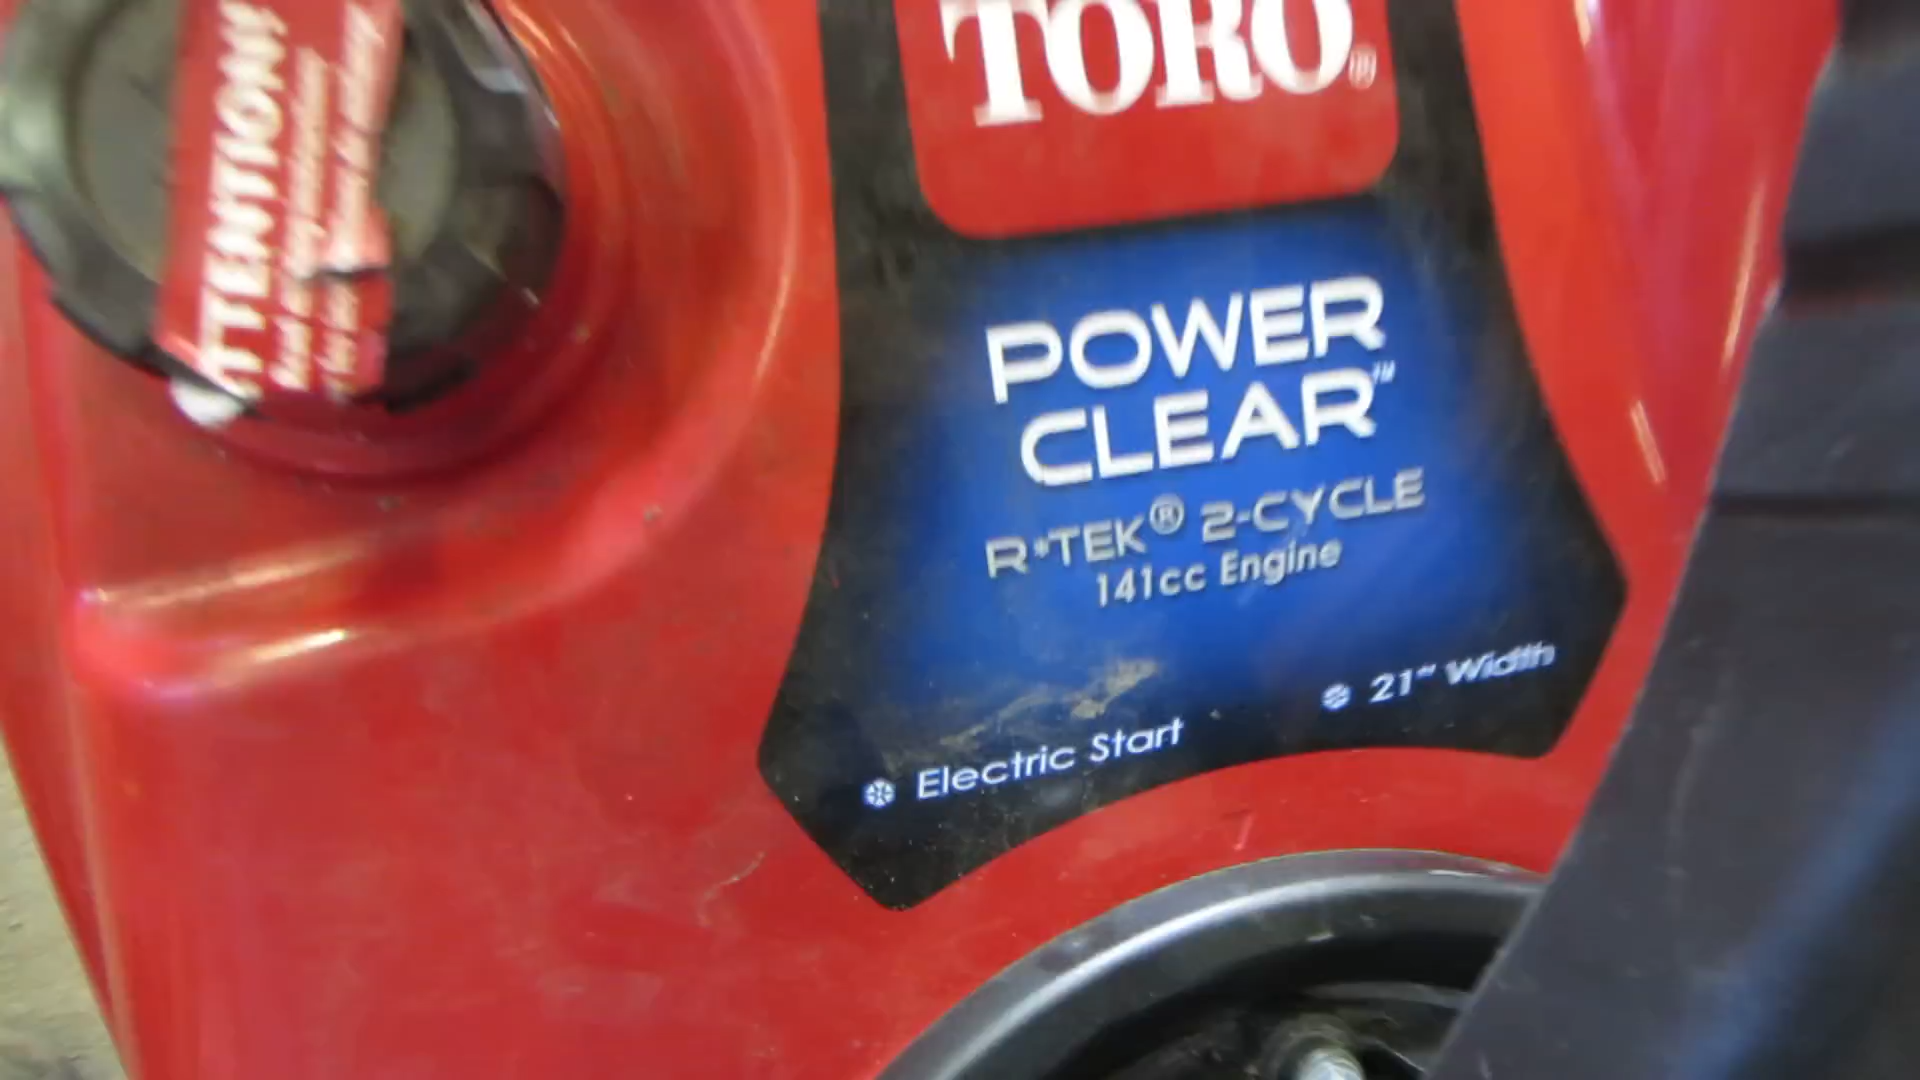 TORO®
POWER
CLEAR™
R*TEK® 2-CYCLE
141cc Engine
Electric Start
21" Width
ATTENTION!